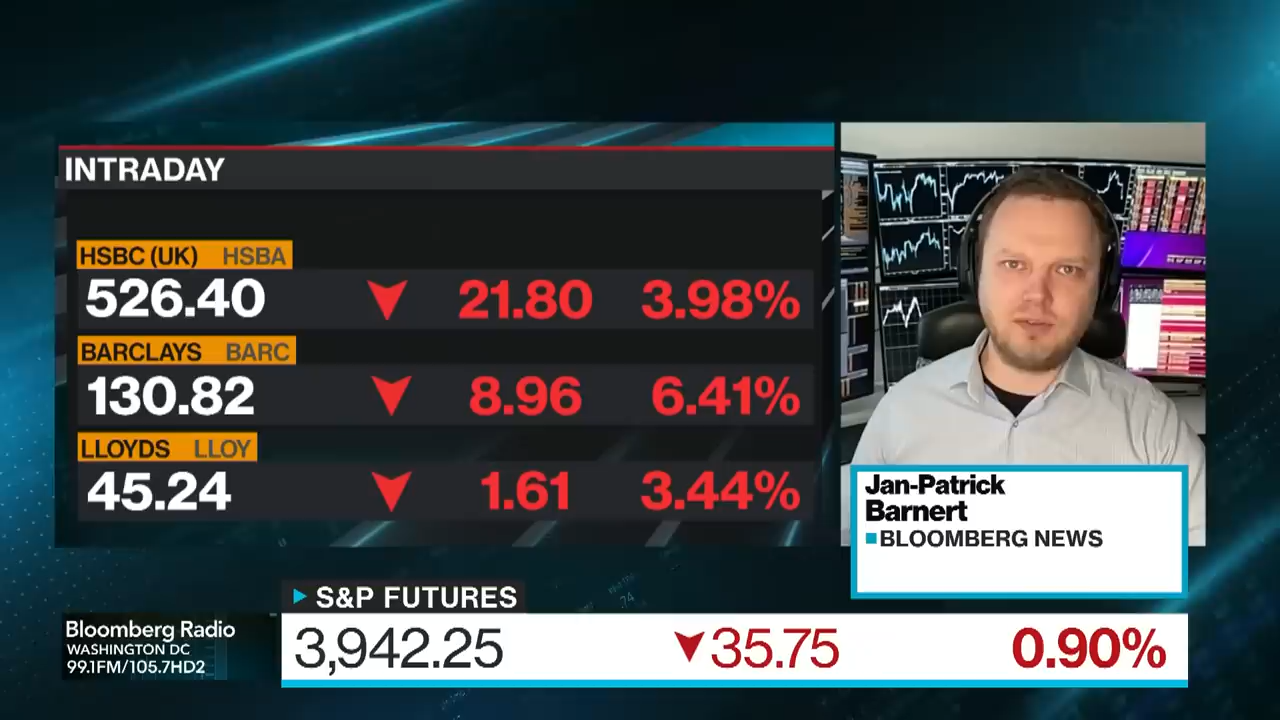 INTRADAY
HSBC (UK) HSBA
526.40 21.80 3.98%
BARCLAYS BARC
130.82 8.96 6.41%
LLOYDS LLOY
45.24 1.61 3.44%
Jan-Patrick
Barnert
BLOOMBERG NEWS
S&P FUTURES
3,942.25 35.75 0.90%
Bloomberg Radio
WASHINGTON DC
99.1FM/105.7HD2